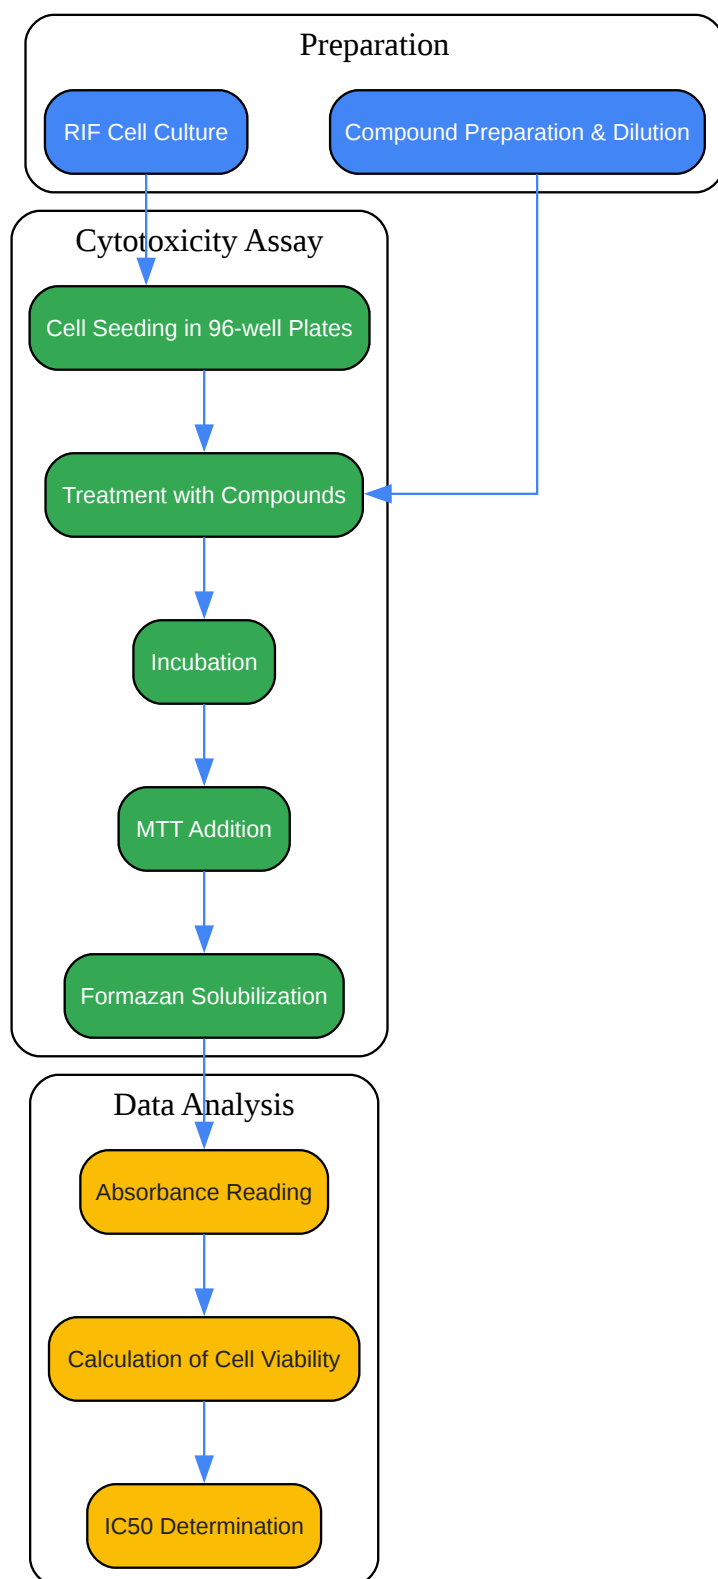 Preparation
RIF Cell Culture
Compound Preparation & Dilution
Cytotoxicity Assay
Cell Seeding in 96-well Plates
Treatment with Compounds
Incubation
MTT Addition
Formazan Solubilization
Data Analysis
Absorbance Reading
Calculation of Cell Viability
IC50 Determination